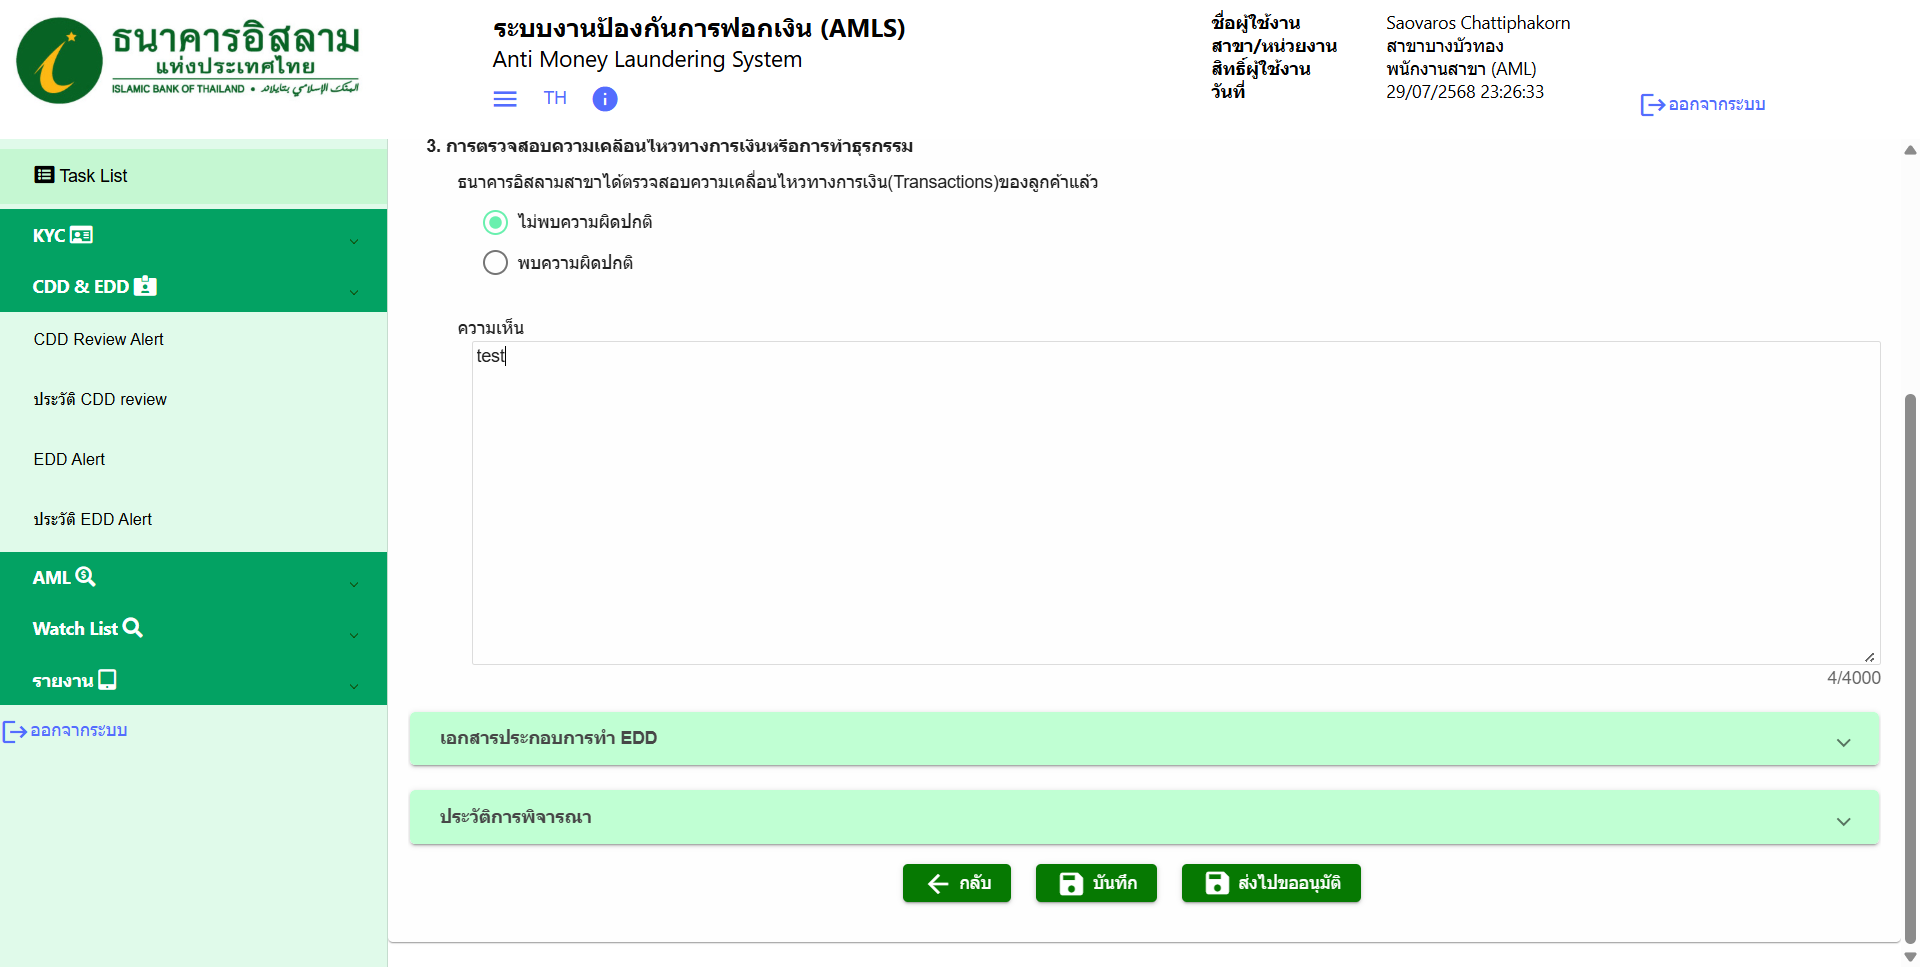 ธนาคารอิสลาม
แห่งประเทศไทย
ISLAMIC BANK OF THAILAND •
ระบบงานป้องกันการฟอกเงิน (AMLS)
Anti Money Laundering System
TH
ชื่อผู้ใช้งาน Saovaros Chattiphakorn
สาขา/หน่วยงาน สาขาบางบัวทอง
สิทธิ์ผู้ใช้งาน พนักงานสาขา (AML)
วันที่ 29/07/2568 23:26:33
ออกจากระบบ
Task List
KYC
CDD & EDD
CDD Review Alert
ประวัติ CDD review
EDD Alert
ประวัติ EDD Alert
AML
Watch List
รายงาน
ออกจากระบบ
3. การตรวจสอบความเคลื่อนไหวทางการเงินหรือการทำธุรกรรม
ธนาคารอิสลามสาขาได้ตรวจสอบความเคลื่อนไหวทางการเงิน(Transactions)ของลูกค้าแล้ว
ไม่พบความผิดปกติ
พบความผิดปกติ
ความเห็น
test
4/4000
เอกสารประกอบการทำ EDD
ประวัติการพิจารณา
กลับ
บันทึก
ส่งไปขออนุมัติ